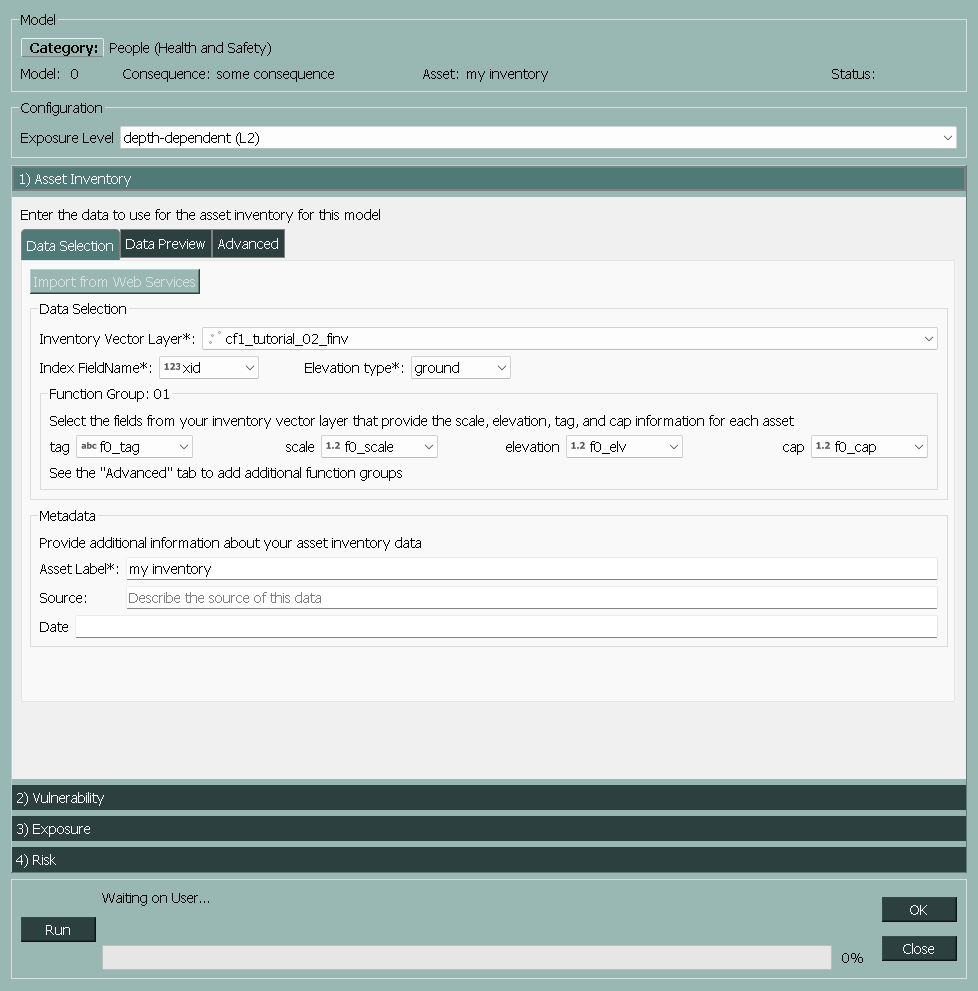 Model
Category: People (Health and Safety)
Model: 0 Consequence: some consequence Asset: my inventory Status:
Configuration
Exposure Level depth-dependent (L2)
1) Asset Inventory
Enter the data to use for the asset inventory for this model
Data Selection Data Preview Advanced
Import from Web Services
Data Selection
Inventory Vector Layer*: cf1_tutorial_02_finv
Index FieldName*: 123 xid Elevation type*: ground
Function Group: 01
Select the fields from your inventory vector layer that provide the scale, elevation, tag, and cap information for each asset
tag abc f0_tag scale 1.2 f0_scale elevation 1.2 f0_elv cap 1.2 f0_cap
See the "Advanced" tab to add additional function groups
Metadata
Provide additional information about your asset inventory data
Asset Label*: my inventory
Source: Describe the source of this data
Date
2) Vulnerability
3) Exposure
4) Risk
Waiting on User...
OK
Run
Close
0%